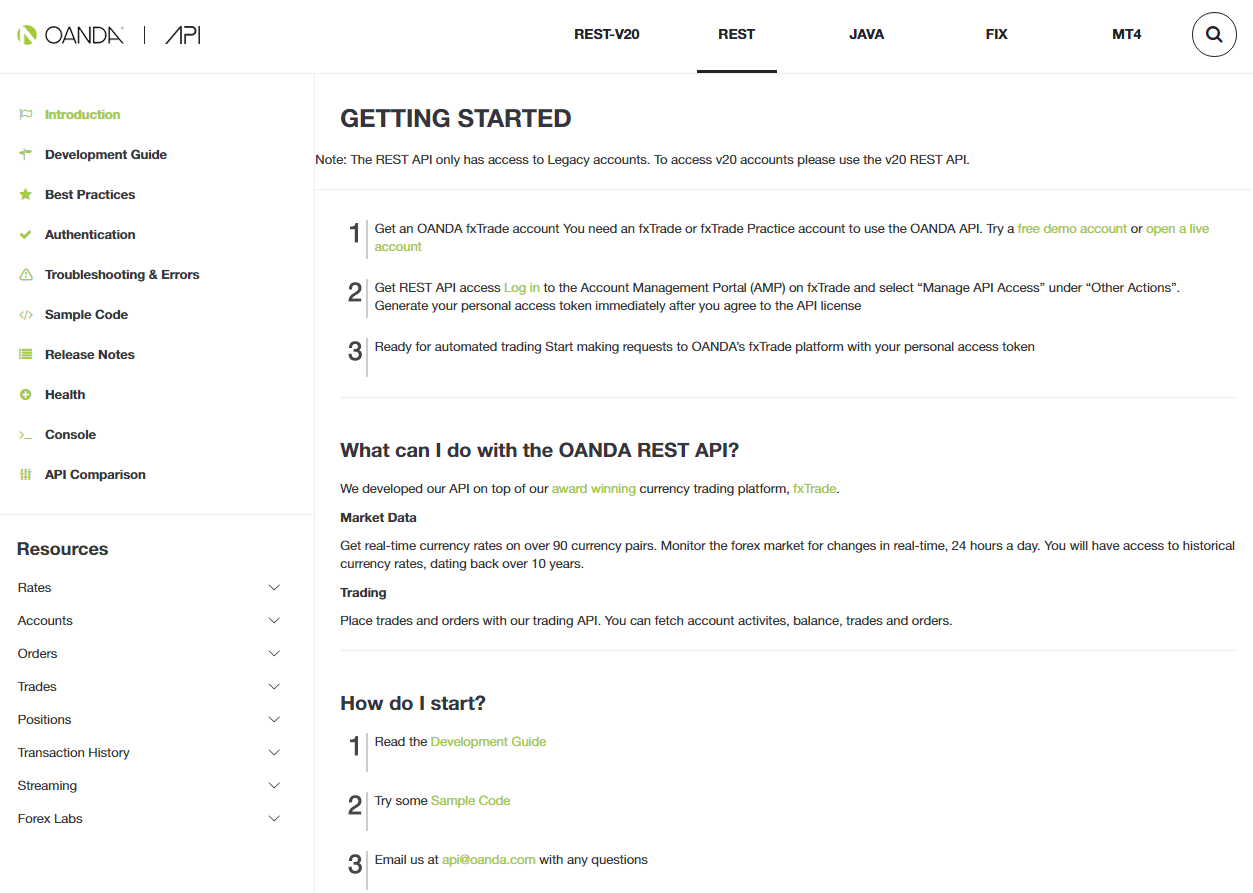 OANDA | API
REST-V20
REST
JAVA
FIX
MT4
Introduction
Development Guide
Best Practices
Authentication
Troubleshooting & Errors
Sample Code
Release Notes
Health
Console
API Comparison
Resources
Rates
Accounts
Orders
Trades
Positions
Transaction History
Streaming
Forex Labs
GETTING STARTED
Note: The REST API only has access to Legacy accounts. To access v20 accounts please use the v20 REST API.
1 Get an OANDA fxTrade account You need an fxTrade or fxTrade Practice account to use the OANDA API. Try a free demo account or open a live
account
2 Get REST API access Log in to the Account Management Portal (AMP) on fxTrade and select “Manage API Access” under “Other Actions”.
Generate your personal access token immediately after you agree to the API license
3 Ready for automated trading Start making requests to OANDA’s fxTrade platform with your personal access token
What can I do with the OANDA REST API?
We developed our API on top of our award winning currency trading platform, fxTrade.
Market Data
Get real-time currency rates on over 90 currency pairs. Monitor the forex market for changes in real-time, 24 hours a day. You will have access to historical
currency rates, dating back over 10 years.
Trading
Place trades and orders with our trading API. You can fetch account activites, balance, trades and orders.
How do I start?
1 Read the Development Guide
2 Try some Sample Code
3 Email us at api@oanda.com with any questions